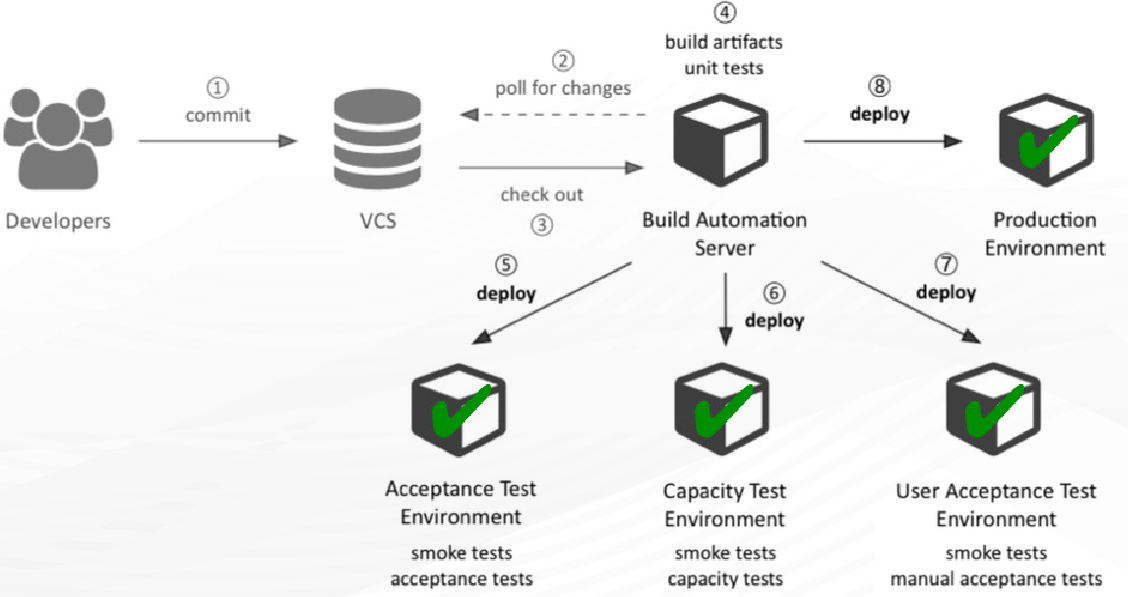 ①
commit
Developers
VCS
②
poll for changes
check out
③
④
build artifacts
unit tests
Build Automation
Server
⑧
deploy
Production
Environment
⑤
deploy
⑥
deploy
⑦
deploy
Acceptance Test
Environment
smoke tests
acceptance tests
Capacity Test
Environment
smoke tests
capacity tests
User Acceptance Test
Environment
smoke tests
manual acceptance tests